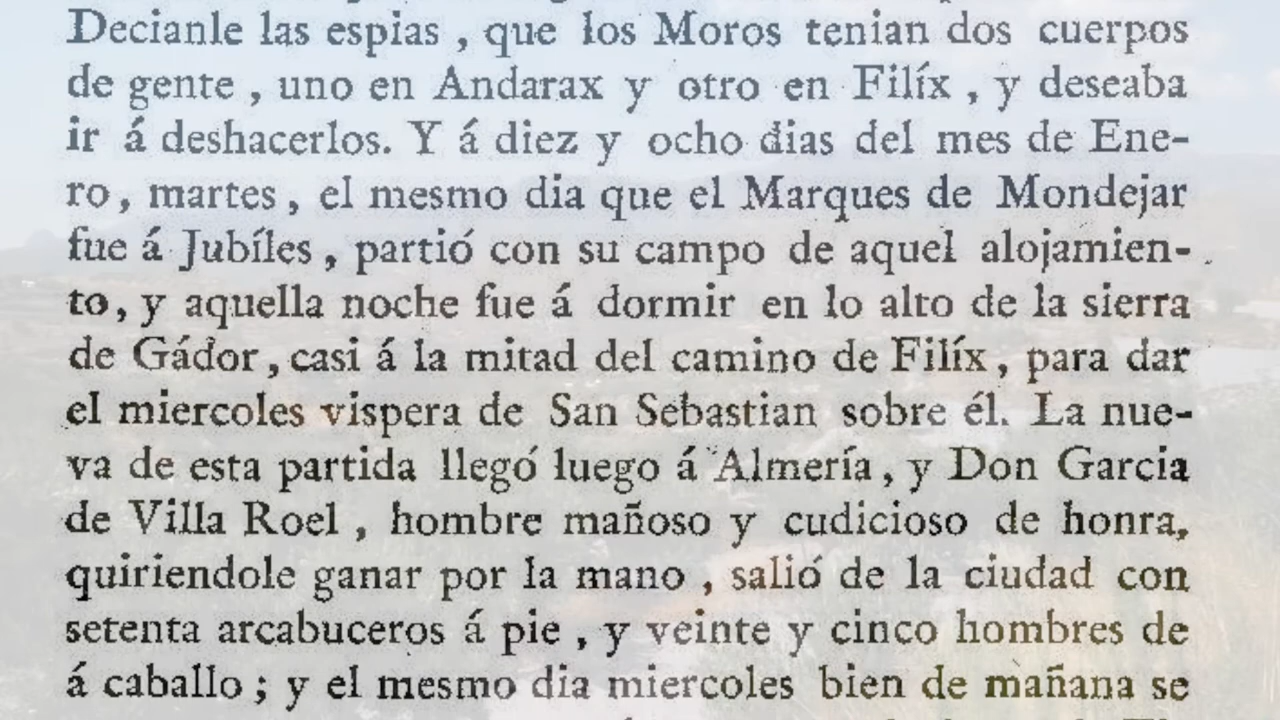 Decianle las espias , que los Moros tenian dos cuerpos
de gente , uno en Andarax y otro en Filíx , y deseaba
ir á deshacerlos. Y á diez y ocho dias del mes de Ene-
ro, martes, el mesmo dia que el Marques de Mondejar
fue á Jubíles, partió con su campo de aquel alojamien-
to, y aquella noche fue á dormir en lo alto de la sierra
de Gádor, casi á la mitad del camino de Filíx, para dar
el miercoles vispera de San Sebastian sobre él. La nue-
va de esta partida llegó luego á Almería, y Don Garcia
de Villa Roel , hombre mañoso y cudicioso de honra,
quiriendole ganar por la mano , salió de la ciudad con
setenta arcabuceros á pie , y veinte y cinco hombres de
á caballo ; y el mesmo dia miercoles bien de mañana se